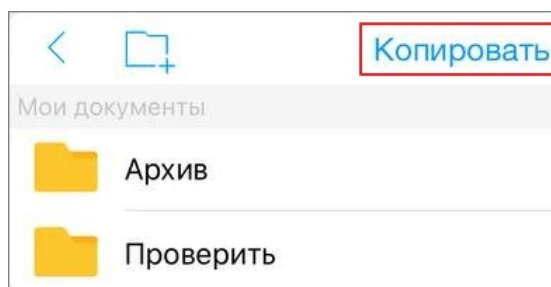 Копировать
Мои документы
Архив
Проверить